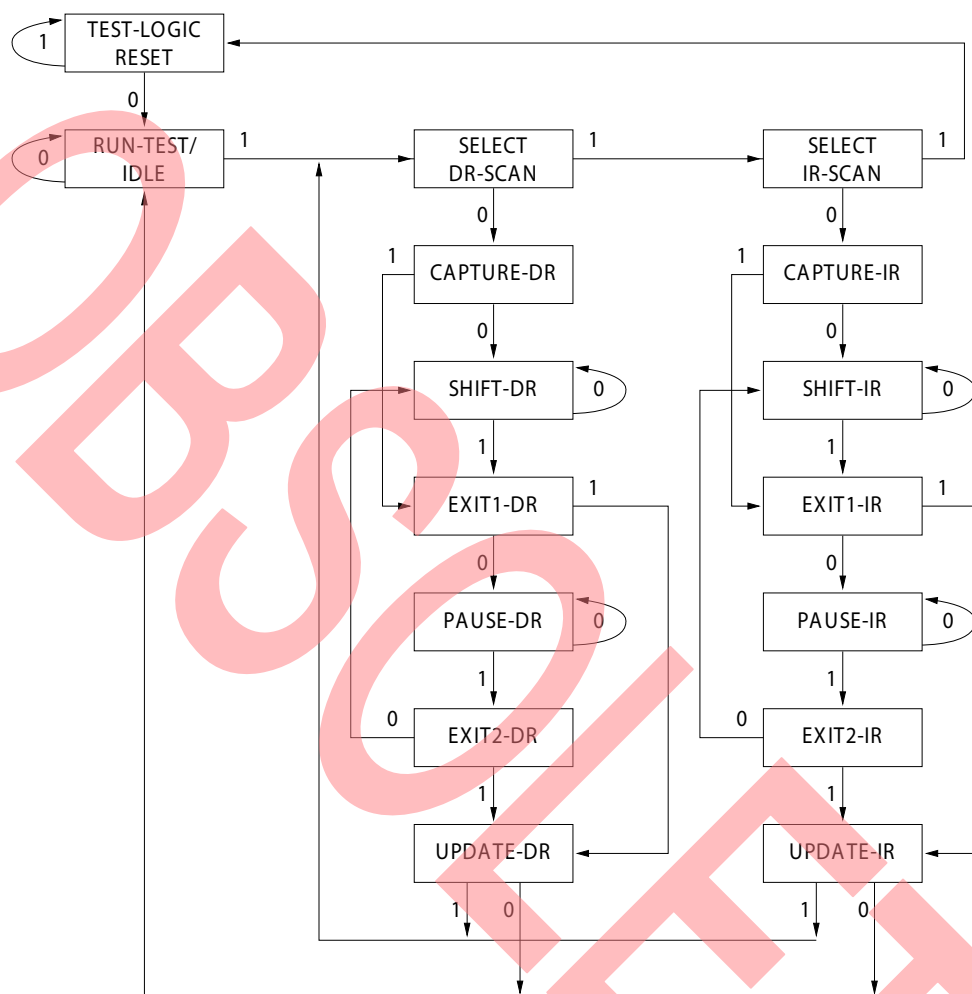 TEST-LOGIC
RESET
1
0
RUN-TEST/
IDLE
0
1
SELECT
DR-SCAN
1
SELECT
IR-SCAN
1
0
0
1
CAPTURE-DR
1
CAPTURE-IR
0
0
SHIFT-DR
0
SHIFT-IR
0
1
1
EXIT1-DR
1
EXIT1-IR
1
0
0
PAUSE-DR
0
PAUSE-IR
0
1
1
0
EXIT2-DR
0
EXIT2-IR
1
1
UPDATE-DR
UPDATE-IR
1
0
1
0
OBSOLET